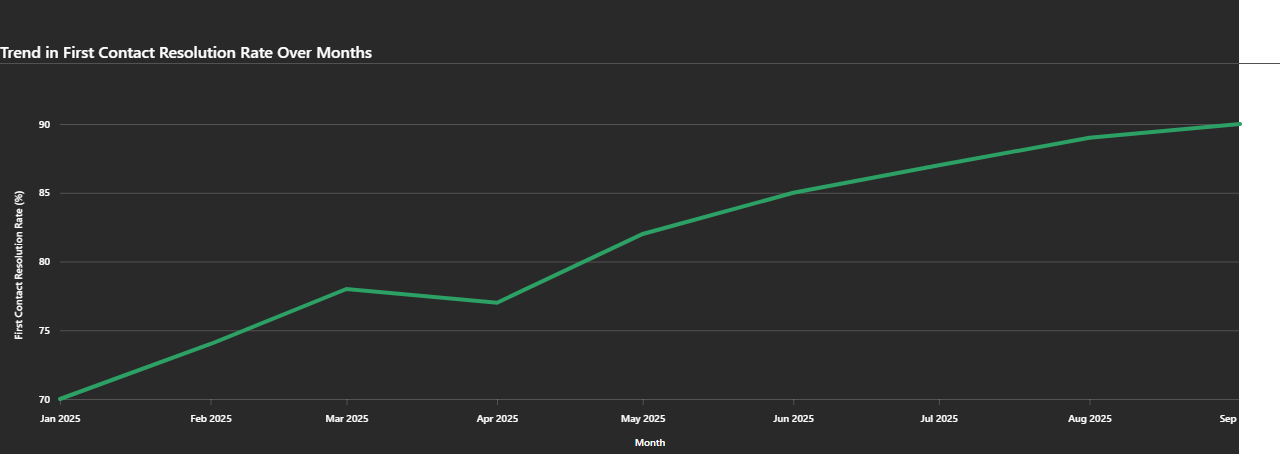 Trend in First Contact Resolution Rate Over Months
90
85
80
75
70
First Contact Resolution Rate (%)
Jan 2025 Feb 2025 Mar 2025 Apr 2025 May 2025 Jun 2025 Jul 2025 Aug 2025 Sep
Month